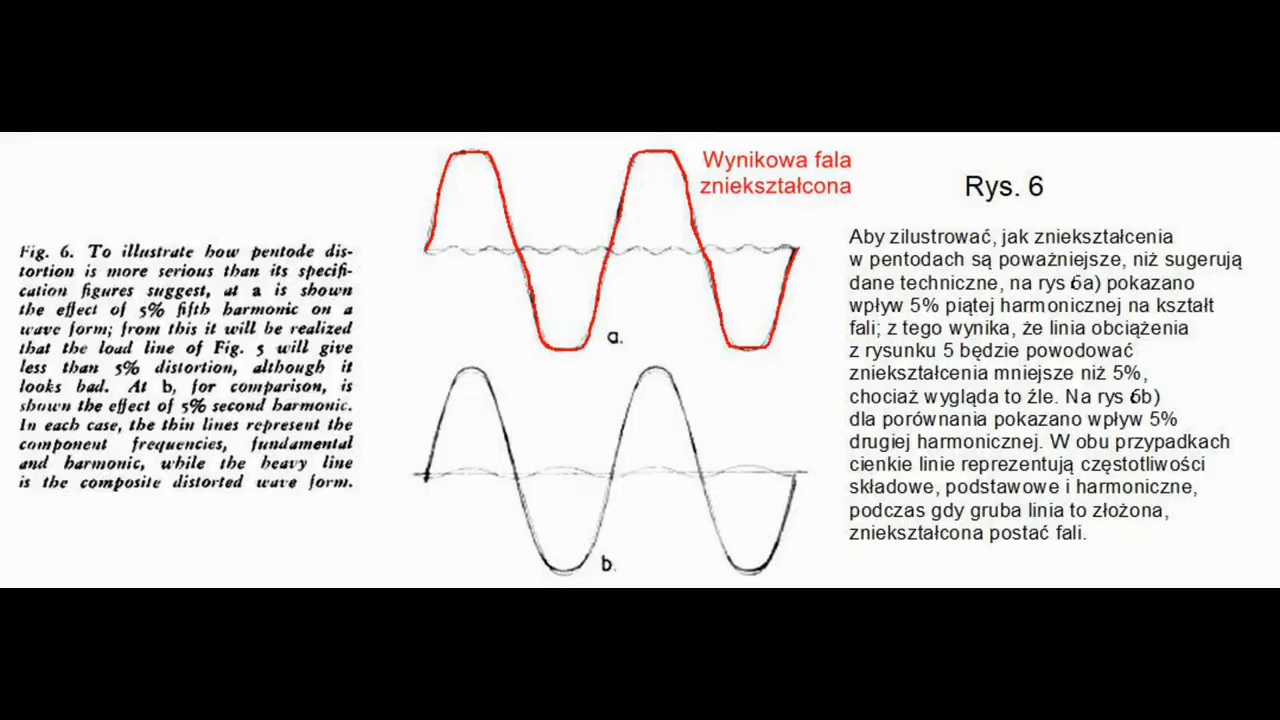 Fig. 6. To illustrate how pentode dis-
tortion is more serious than its specifi-
cation figures suggest, at a is shown
the effect of 5% fifth harmonic on a
wave form; from this it will be realized
that the load line of Fig. 5 will give
less than 5% distortion, although it
looks bad. At b, for comparison, is
shown the effect of 5% second harmonic.
In each case, the thin lines represent the
component frequencies, fundamental
and harmonic, while the heavy line
is the composite distorted wave form.
Wynikowa fala
zniekształcona
a.
b.
Rys. 6
Aby zilustrować, jak zniekształcenia
w pentodach są poważniejsze, niż sugerują
dane techniczne, na rys 6a) pokazano
wpływ 5% piątej harmonicznej na kształt
fali; z tego wynika, że linia obciążenia
z rysunku 5 będzie powodować
zniekształcenia mniejsze niż 5%,
chociaż wygląda to źle. Na rys 6b)
dla porównania pokazano wpływ 5%
drugiej harmonicznej. W obu przypadkach
cienkie linie reprezentują częstotliwości
składowe, podstawowe i harmoniczne,
podczas gdy gruba linia to złożona,
zniekształcona postać fali.